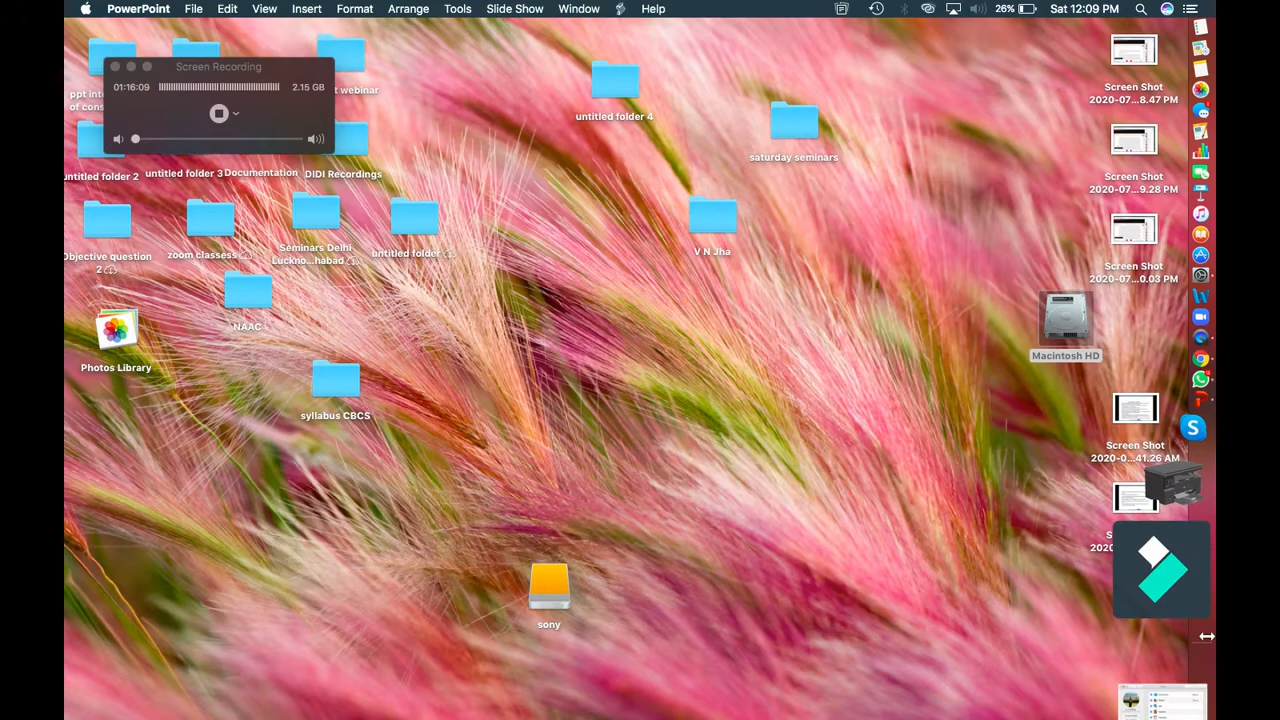 PowerPoint File Edit View Insert Format Arrange Tools Slide Show Window Help 26% Sat 12:09 PM
Screen Recording
01:16:09 2.15 GB
ppt
of cons
webinar
untitled folder 2
untitled folder 3
Documentation
DIDI Recordings
Objective question
2
zoom classess
Seminars Delhi
Luckno...habad
untitled folder
NAAC
Photos Library
syllabus CBCS
untitled folder 4
saturday seminars
V N Jha
sony
Screen Shot
2020-07...8.47 PM
Screen Shot
2020-07...9.28 PM
Screen Shot
2020-07...0.03 PM
Macintosh HD
Screen Shot
2020-0...41.26 AM
S
2020